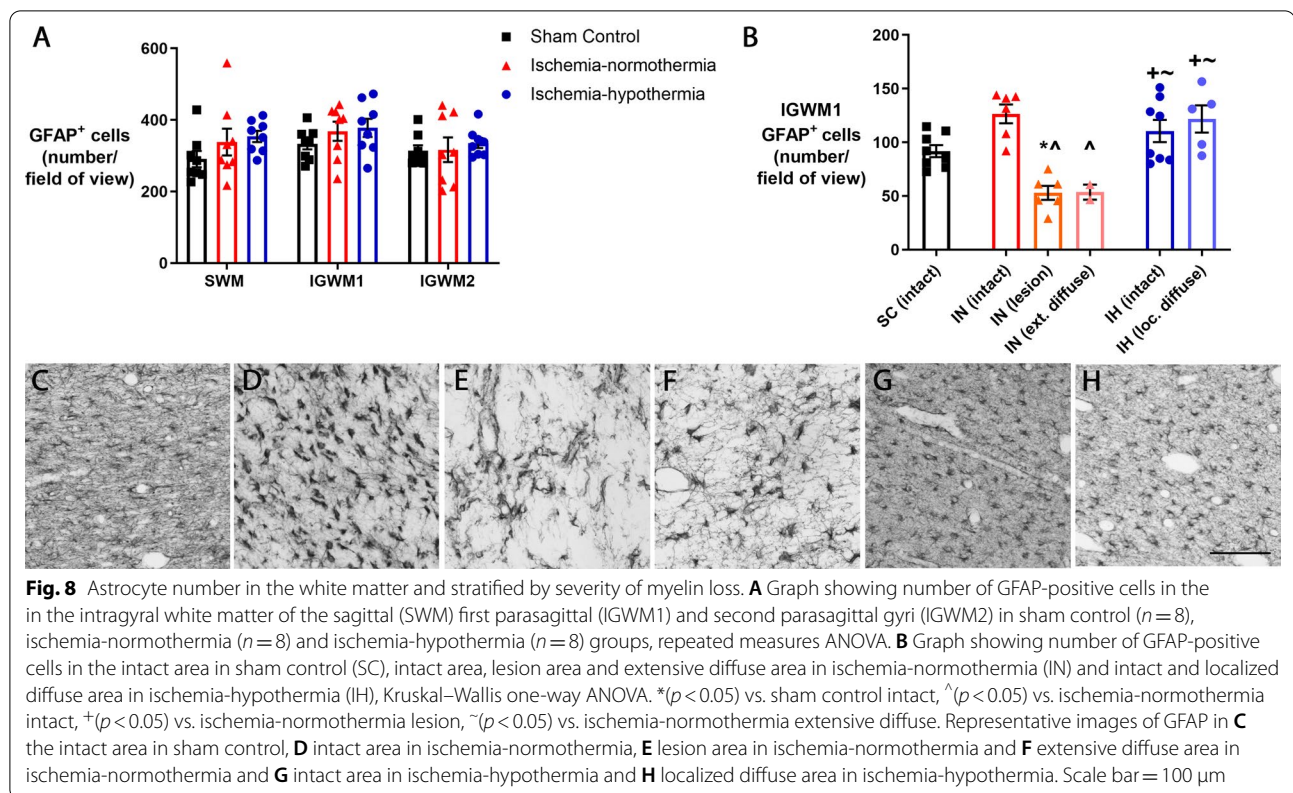 A
GFAP+ cells
(number/
field of view)
600
400
200
0
SWM
IGWM1
IGWM2
Sham Control
Ischemia-normothermia
Ischemia-hypothermia
B
IGWM1
GFAP+ cells
(number/
field of view)
200
150
100
50
0
*^
^
+~
+~
SC (intact)
IN (intact)
IN (lesion)
IN (ext. diffuse)
IH (intact)
IH (loc. diffuse)
C
D
E
F
G
H
Fig. 8 Astrocyte number in the white matter and stratified by severity of myelin loss. A Graph showing number of GFAP-positive cells in the
in the intragyral white matter of the sagittal (SWM) first parasagittal (IGWM1) and second parasagittal gyri (IGWM2) in sham control (n = 8),
ischemia-normothermia (n = 8) and ischemia-hypothermia (n = 8) groups, repeated measures ANOVA. B Graph showing number of GFAP-positive
cells in the intact area in sham control (SC), intact area, lesion area and extensive diffuse area in ischemia-normothermia (IN) and intact and localized
diffuse area in ischemia-hypothermia (IH), Kruskal–Wallis one-way ANOVA. *(p < 0.05) vs. sham control intact, ^(p < 0.05) vs. ischemia-normothermia
intact, +(p < 0.05) vs. ischemia-normothermia lesion, ~(p < 0.05) vs. ischemia-normothermia extensive diffuse. Representative images of GFAP in C
the intact area in sham control, D intact area in ischemia-normothermia, E lesion area in ischemia-normothermia and F extensive diffuse area in
ischemia-normothermia and G intact area in ischemia-hypothermia and H localized diffuse area in ischemia-hypothermia. Scale bar = 100 μm